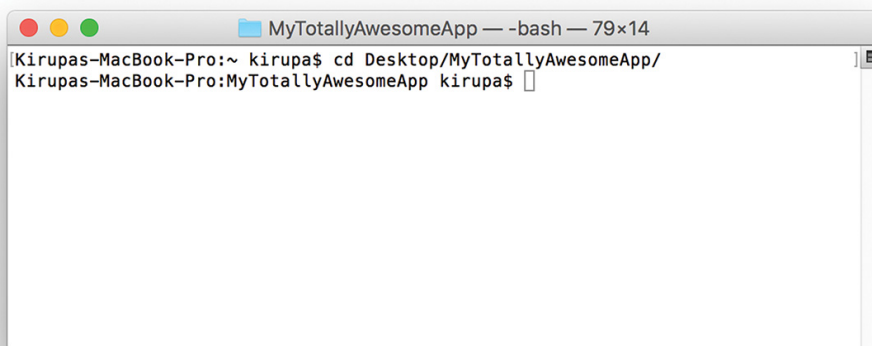 MyTotallyAwesomeApp — -bash — 79×14
[Kirupas-MacBook-Pro:~ kirupa$ cd Desktop/MyTotallyAwesomeApp/ ]
Kirupas-MacBook-Pro:MyTotallyAwesomeApp kirupa$